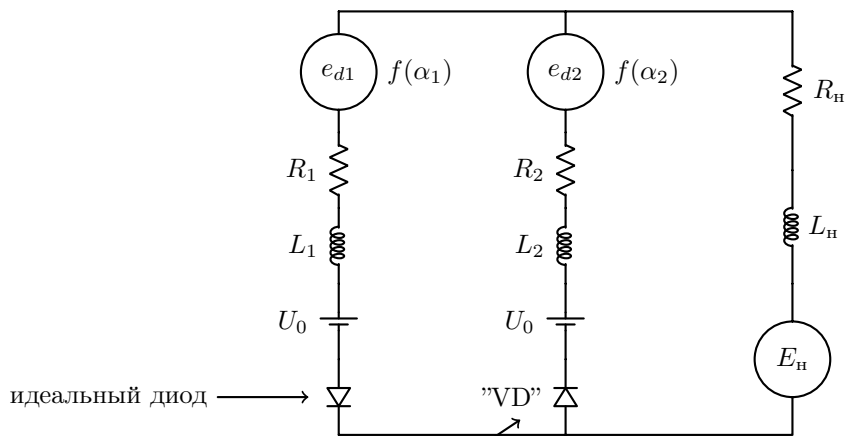 e_{d1} f(α_1) e_{d2} f(α_2)
R_н
R_1 R_2
L_н
L_1 L_2
U_0 U_0
E_н
идеальный диод "VD"